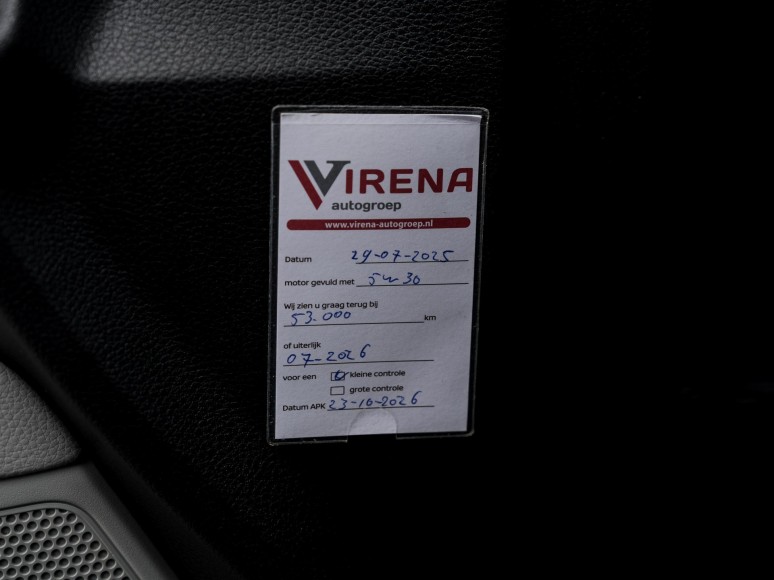 VIRENA
autogroep
www.virena-autogroep.nl
Datum 29-07-2025
motor gevuld met 5w30
Wij zien u graag terug bij
53.000 km
of uiterlijk
07-2026
voor een kleine controle
grote controle
Datum APK 23-10-2026